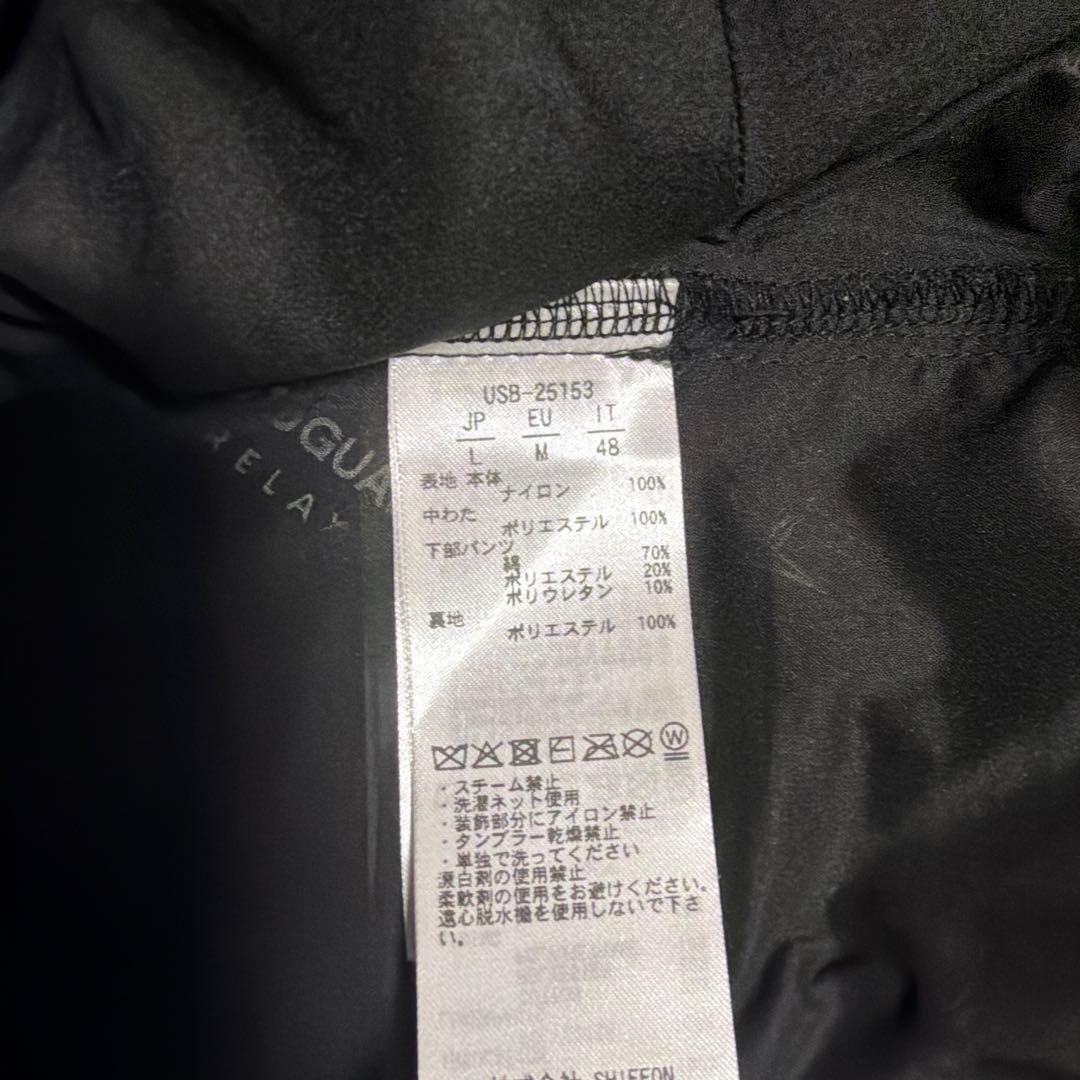 USB-25153
JP EU IT
L M 48
表地 本体
ナイロン 100%
中わた
ポリエステル 100%
下部パンツ
綿 70%
ポリエステル 20%
ポリウレタン 10%
裏地
ポリエステル 100%
W
・スチーム禁止
・洗濯ネット使用
・装飾部分にアイロン禁止
・タンブラー乾燥禁止
・単独で洗ってください
漂白剤の使用禁止
柔軟剤の使用をお避けください。
遠心脱水機を使用しないで下さ
い。
株式会社 SHIFFON
OGUA
RELAY